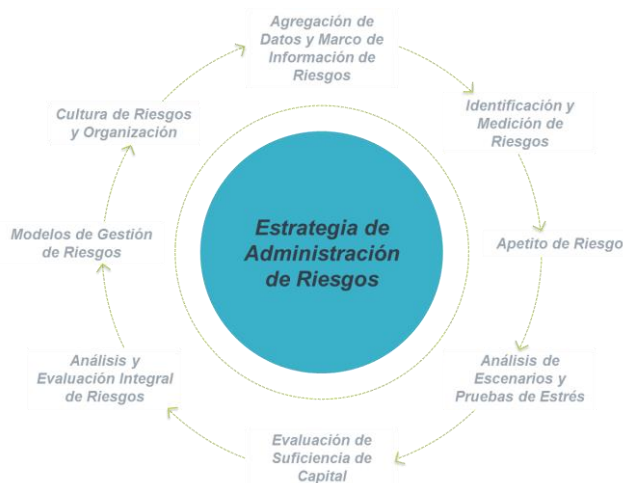 Agregación de
Datos y Marco de
Información de
Riesgos
Identificación y
Medición de
Riesgos
Apetito de Riesgo
Análisis de
Escenarios y
Pruebas de Estrés
Evaluación de
Suficiencia de
Capital
Análisis y
Evaluación Integral
de Riesgos
Modelos de Gestión
de Riesgos
Cultura de Riesgos
y Organización
Estrategia de
Administración
de Riesgos